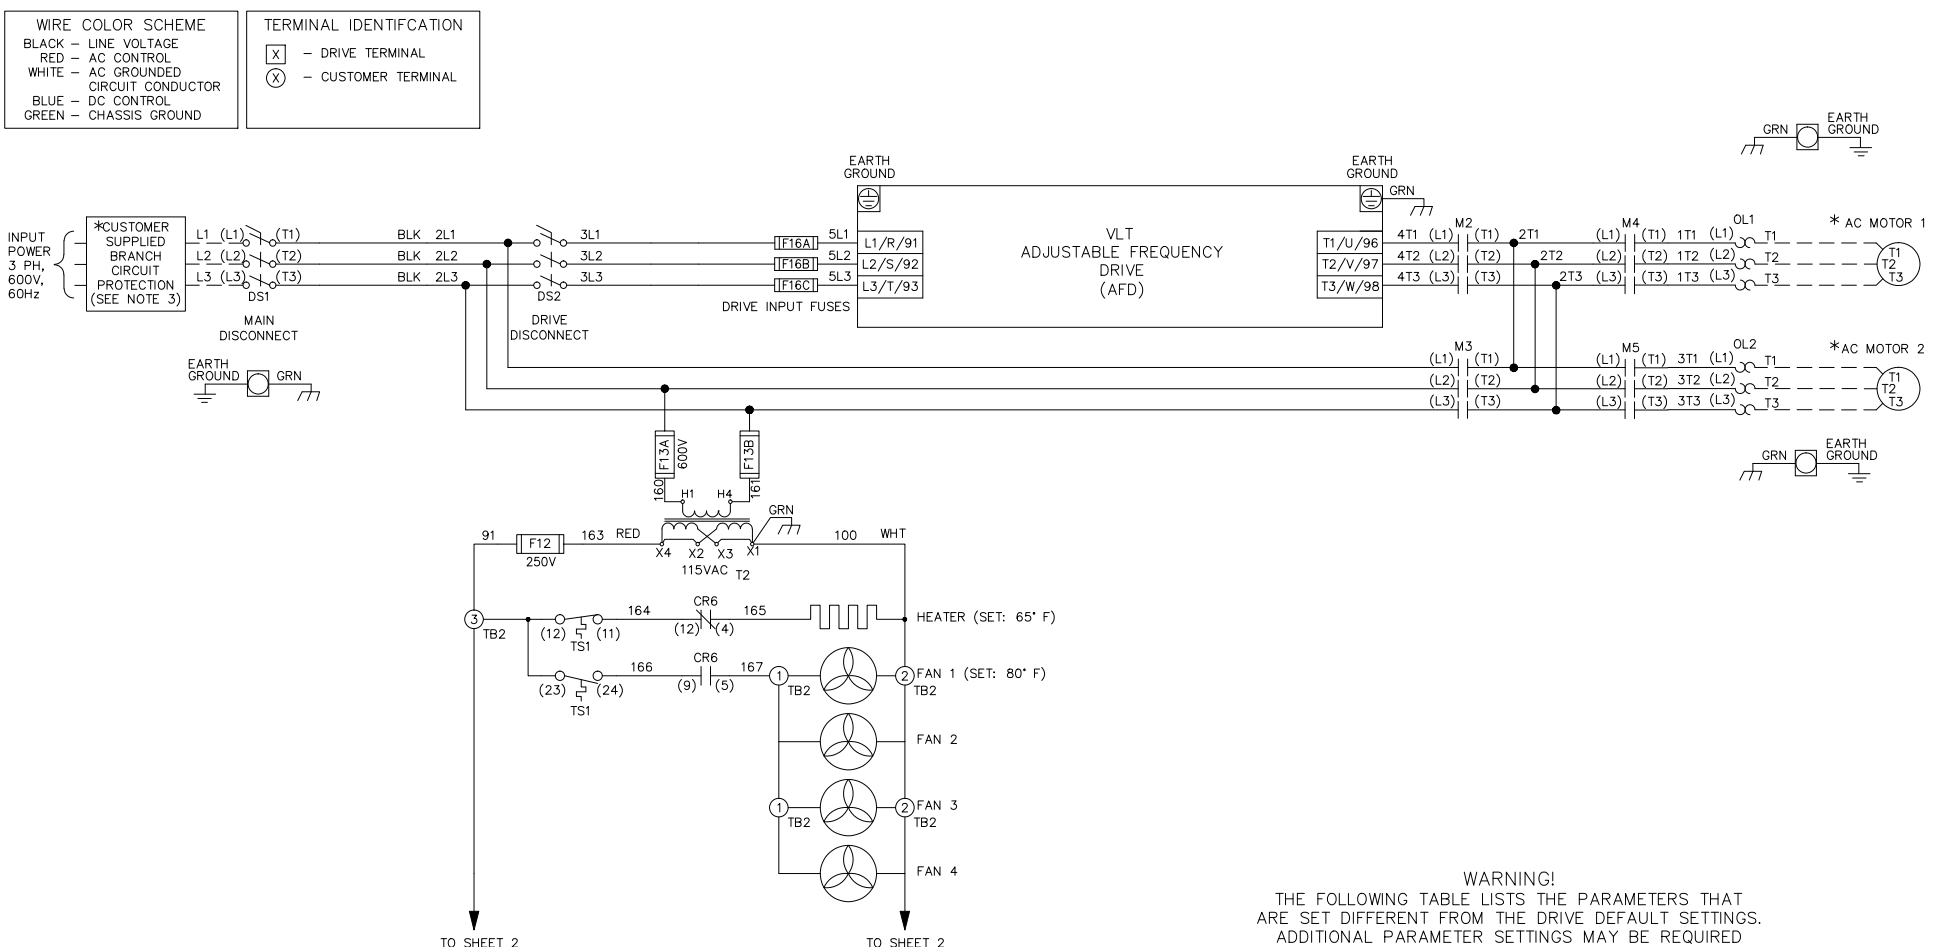 WIRE COLOR SCHEME
BLACK – LINE VOLTAGE
RED – AC CONTROL
WHITE – AC GROUNDED
CIRCUIT CONDUCTOR
BLUE – DC CONTROL
GREEN – CHASSIS GROUND
TERMINAL IDENTIFCATION
X – DRIVE TERMINAL
X – CUSTOMER TERMINAL
GRN
EARTH
GROUND
EARTH
GROUND
EARTH
GROUND
GRN
INPUT
POWER
3 PH,
600V,
60Hz
*CUSTOMER
SUPPLIED
BRANCH
CIRCUIT
PROTECTION
(SEE NOTE 3)
L1 (L1) (T1) BLK 2L1 3L1 F16A 5L1 L1/R/91
L2 (L2) (T2) BLK 2L2 3L2 F16B 5L2 L2/S/92
L3 (L3) (T3) BLK 2L3 3L3 F16C 5L3 L3/T/93
DS1
MAIN
DISCONNECT
DS2
DRIVE
DISCONNECT
DRIVE INPUT FUSES
VLT
ADJUSTABLE FREQUENCY
DRIVE
(AFD)
M2 M4 OL1 * AC MOTOR 1
T1/U/96 4T1 (L1) (T1) 2T1 (L1) (T1) 1T1 (L1) T1
T2/V/97 4T2 (L2) (T2) 2T2 (L2) (T2) 1T2 (L2) T2
T3/W/98 4T3 (L3) (T3) 2T3 (L3) (T3) 1T3 (L3) T3
T1
T2
T3
EARTH
GROUND
GRN
M3 M5 OL2 *AC MOTOR 2
(L1) (T1) (L1) (T1) 3T1 (L1) T1
(L2) (T2) (L2) (T2) 3T2 (L2) T2
(L3) (T3) (L3) (T3) 3T3 (L3) T3
T1
T2
T3
GRN
EARTH
GROUND
F13A
600V
F13B
160
161
H1 H4
GRN
91 F12 163 RED
250V
X4 X2 X3 X1
100 WHT
115VAC T2
3
TB2
164 CR6 165
(12) (11) (12) (4)
TS1
HEATER (SET: 65° F)
166 CR6 167
(23) (24) (9) (5)
TS1
1
TB2
2
TB2
FAN 1 (SET: 80° F)
FAN 2
1
TB2
2
TB2
FAN 3
FAN 4
TO SHEET 2
TO SHEET 2
WARNING!
THE FOLLOWING TABLE LISTS THE PARAMETERS THAT
ARE SET DIFFERENT FROM THE DRIVE DEFAULT SETTINGS.
ADDITIONAL PARAMETER SETTINGS MAY BE REQUIRED